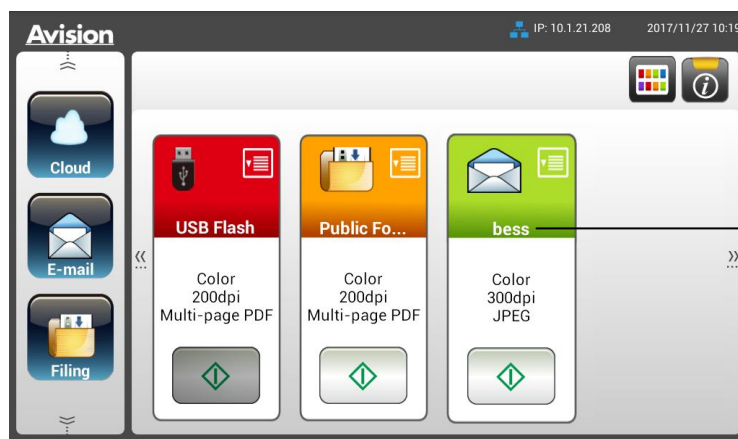 Avision
IP: 10.1.21.208 2017/11/27 10:19
Cloud
E-mail
Filing
USB Flash
Color
200dpi
Multi-page PDF
Public Fo...
Color
200dpi
Multi-page PDF
bess
Color
300dpi
JPEG